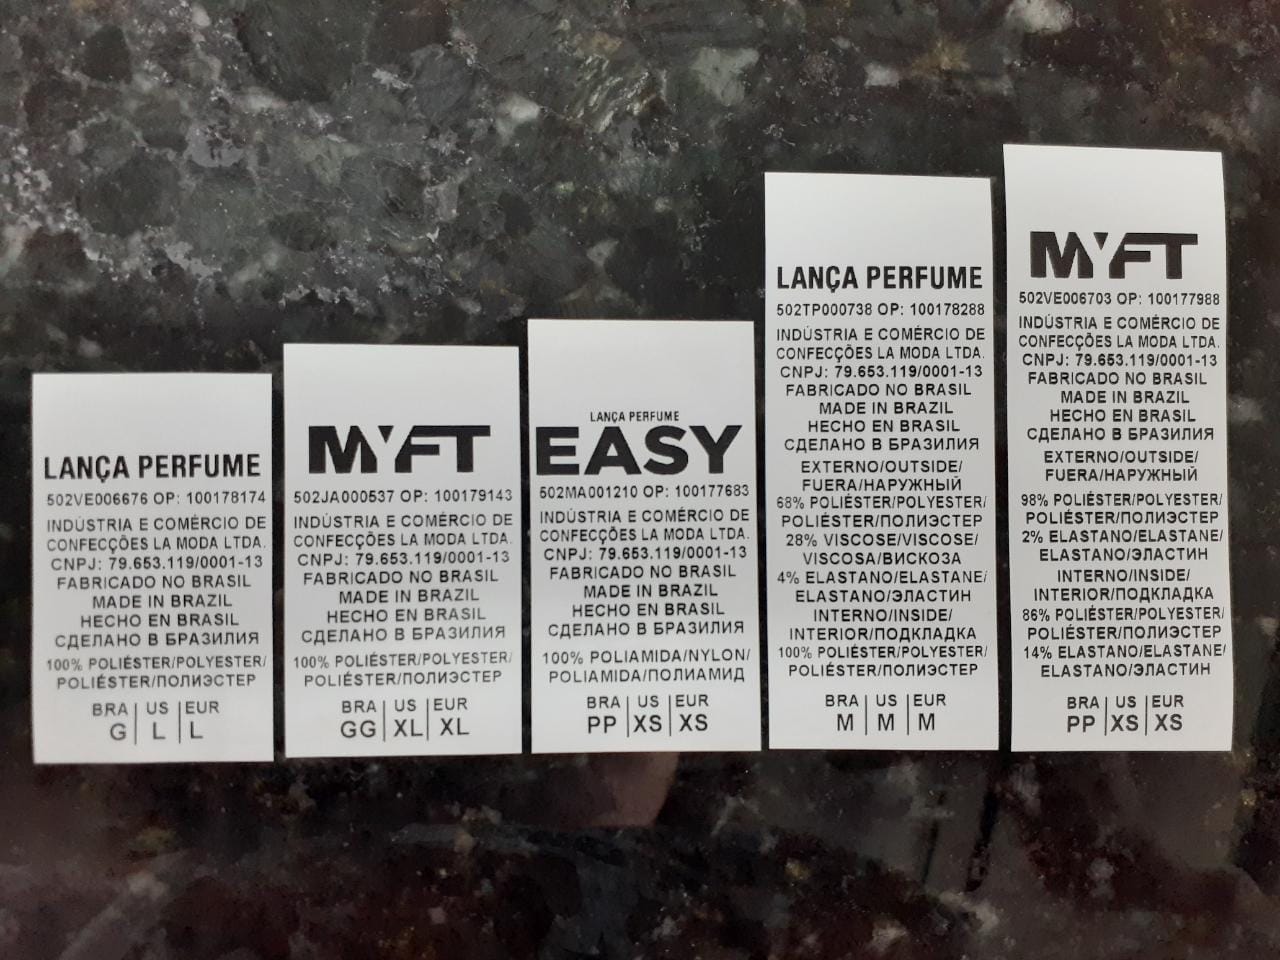 LANÇA PERFUME
502VE006676 OP: 100178174
INDÚSTRIA E COMÉRCIO DE
CONFECÇÕES LA MODA LTDA.
CNPJ: 79.653.119/0001-13
FABRICADO NO BRASIL
MADE IN BRAZIL
HECHO EN BRASIL
СДЕЛАНО В БРАЗИЛИЯ
100% POLIÉSTER/POLYESTER/
POLIÉSTER/ПОЛИЭСТЕР
BRA US EUR
G L L
MYFT
502JA000537 OP: 100179143
INDÚSTRIA E COMÉRCIO DE
CONFECÇÕES LA MODA LTDA.
CNPJ: 79.653.119/0001-13
FABRICADO NO BRASIL
MADE IN BRAZIL
HECHO EN BRASIL
СДЕЛАНО В БРАЗИЛИЯ
100% POLIÉSTER/POLYESTER/
POLIÉSTER/ПОЛИЭСТЕР
BRA US EUR
GG XL XL
LANÇA PERFUME
EASY
502MA001210 OP: 100177683
INDÚSTRIA E COMÉRCIO DE
CONFECÇÕES LA MODA LTDA.
CNPJ: 79.653.119/0001-13
FABRICADO NO BRASIL
MADE IN BRAZIL
HECHO EN BRASIL
СДЕЛАНО В БРАЗИЛИЯ
100% POLIAMIDA/NYLON/
POLIAMIDA/ПОЛИАМИД
BRA US EUR
PP XS XS
LANÇA PERFUME
502TP000738 OP: 100178288
INDÚSTRIA E COMÉRCIO DE
CONFECÇÕES LA MODA LTDA.
CNPJ: 79.653.119/0001-13
FABRICADO NO BRASIL
MADE IN BRAZIL
HECHO EN BRASIL
СДЕЛАНО В БРАЗИЛИЯ
EXTERNO/OUTSIDE/
FUERA/НАРУЖНЫЙ
68% POLIÉSTER/POLYESTER/
POLIÉSTER/ПОЛИЭСТЕР
28% VISCOSE/VISCOSE/
VISCOSA/ВИСКОЗА
4% ELASTANO/ELASTANE/
ELASTANO/ЭЛАСТИН
INTERNO/INSIDE/
INTERIOR/ПОДКЛАДКА
100% POLIÉSTER/POLYESTER/
POLIÉSTER/ПОЛИЭСТЕР
BRA US EUR
M M M
MYFT
502VE006703 OP: 100177988
INDÚSTRIA E COMÉRCIO DE
CONFECÇÕES LA MODA LTDA.
CNPJ: 79.653.119/0001-13
FABRICADO NO BRASIL
MADE IN BRAZIL
HECHO EN BRASIL
СДЕЛАНО В БРАЗИЛИЯ
EXTERNO/OUTSIDE/
FUERA/НАРУЖНЫЙ
98% POLIÉSTER/POLYESTER/
POLIÉSTER/ПОЛИЭСТЕР
2% ELASTANO/ELASTANE/
ELASTANO/ЭЛАСТИН
INTERNO/INSIDE/
INTERIOR/ПОДКЛАДКА
86% POLIÉSTER/POLYESTER/
POLIÉSTER/ПОЛИЭСТЕР
14% ELASTANO/ELASTANE/
ELASTANO/ЭЛАСТИН
BRA US EUR
PP XS XS